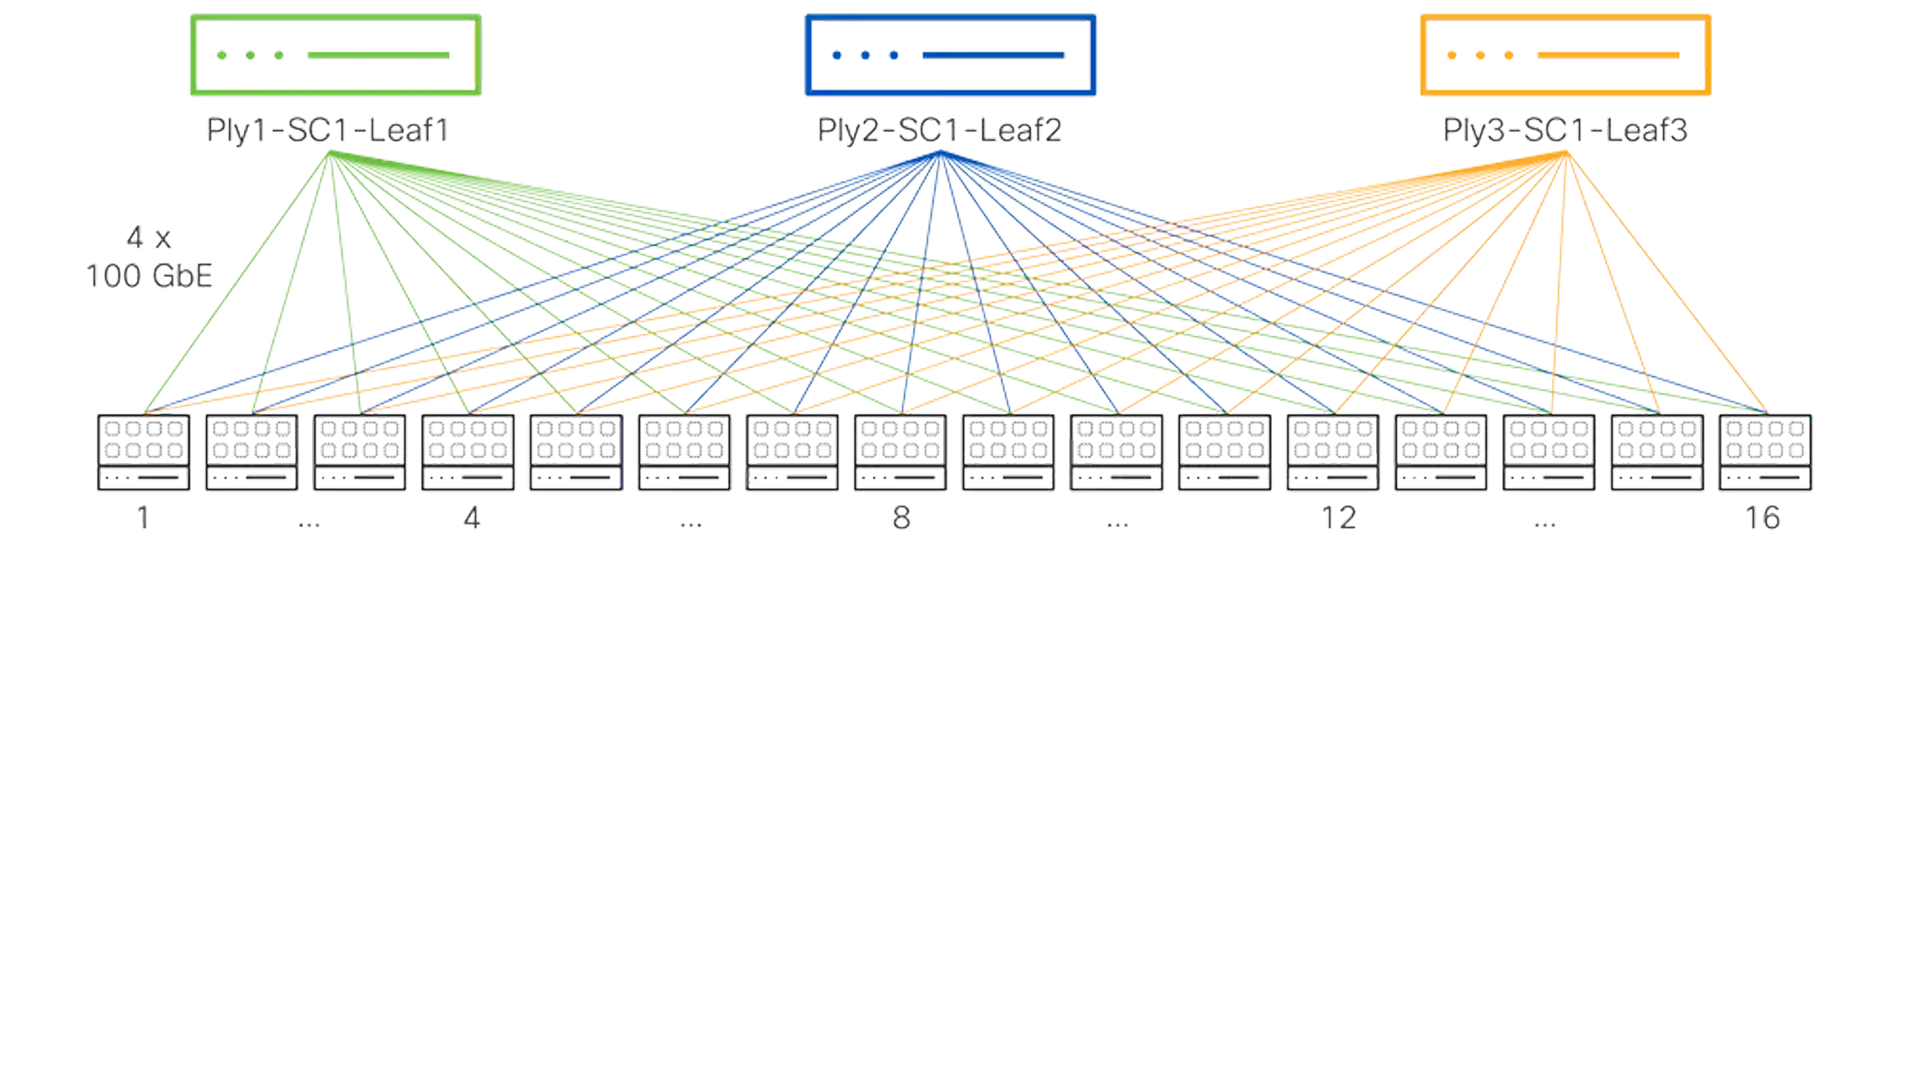 Ply1-SC1-Leaf1
Ply2-SC1-Leaf2
Ply3-SC1-Leaf3
4 x
100 GbE
1 ... 4 ... 8 ... 12 ... 16